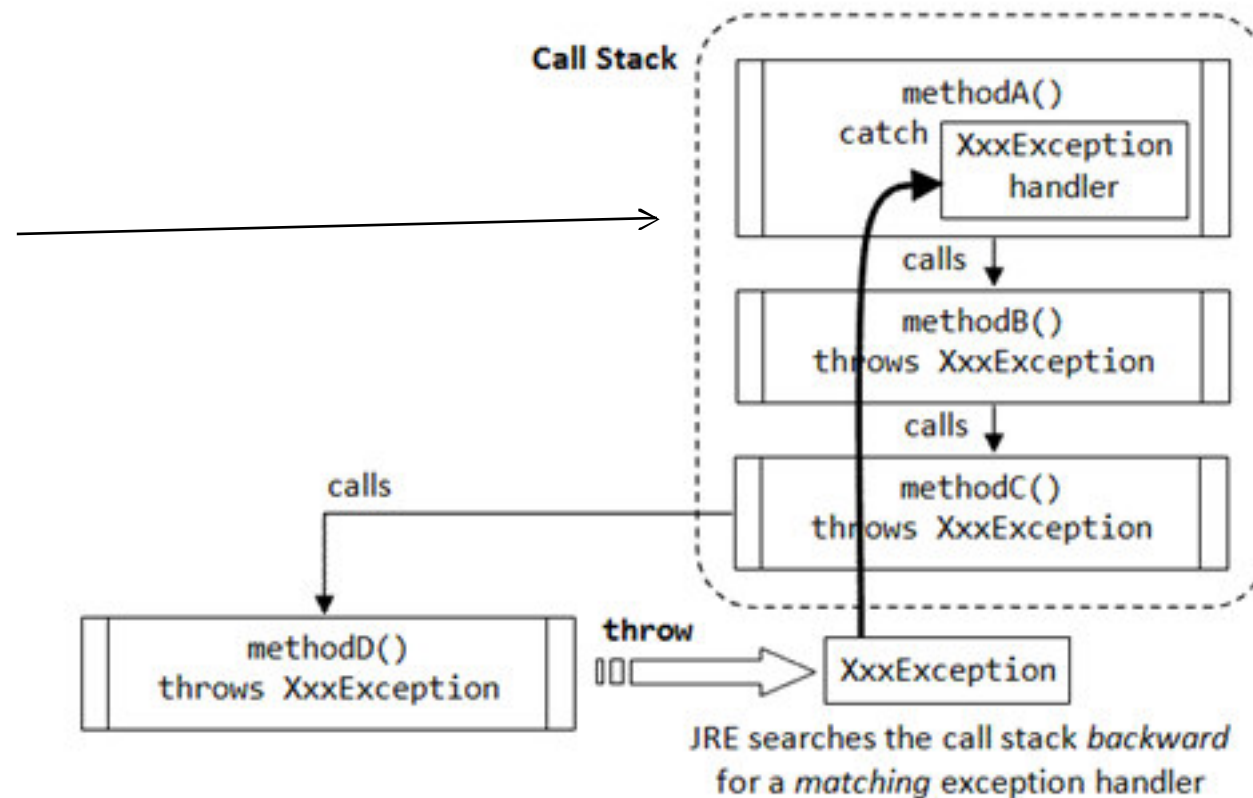 Call Stack
methodA()
catch
XxxException
handler
calls
methodB()
throws XxxException
calls
methodC()
throws XxxException
calls
methodD()
throws XxxException
throw
XxxException
JRE searches the call stack backward
for a matching exception handler